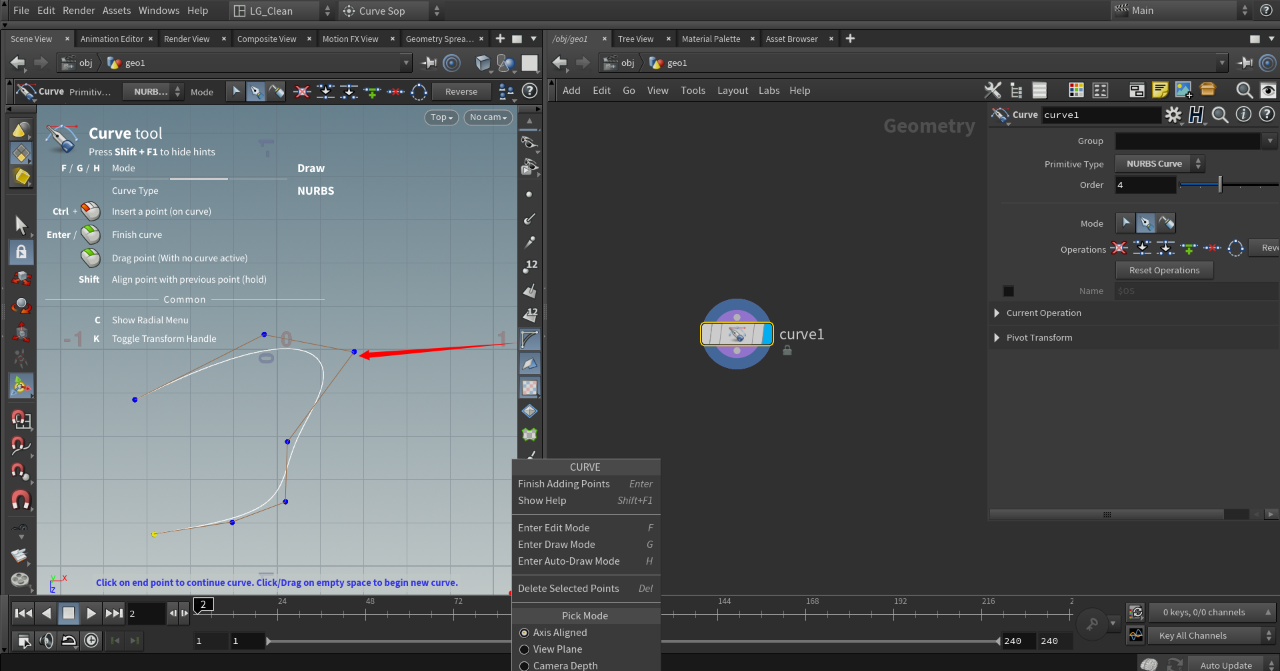 File Edit Render Assets Windows Help LG_Clean Curve Sop Main
Scene View Animation Editor Render View Composite View Motion FX View Geometry Sprea... /obj/geo1 Tree View Material Palette Asset Browser
obj geo1 obj geo1
Curve Primitiv... NURB... Mode Reverse
Add Edit Go View Tools Layout Labs Help
Top No cam
Curve tool
Press Shift + F1 to hide hints
F / G / H Mode Draw
Curve Type NURBS
Ctrl + Insert a point (on curve)
Enter / Finish curve
Drag point (With no curve active)
Shift Align point with previous point (hold)
Common
C Show Radial Menu
K Toggle Transform Handle
-1 0 1
0
12
12
Click on end point to continue curve. Click/Drag on empty space to begin new curve.
Geometry
curve1
Curve curve1
Group
Primitive Type NURBS Curve
Order 4
Mode
Operations Reve
Reset Operations
Name $OS
Current Operation
Pivot Transform
CURVE
Finish Adding Points Enter
Show Help Shift+F1
Enter Edit Mode F
Enter Draw Mode G
Enter Auto-Draw Mode H
Delete Selected Points Del
Pick Mode
Axis Aligned
View Plane
Camera Depth
2 2 24 48 72 144 168 192 216 2
0 keys, 0/0 channels
1 1 240 240
Key All Channels
Auto Update